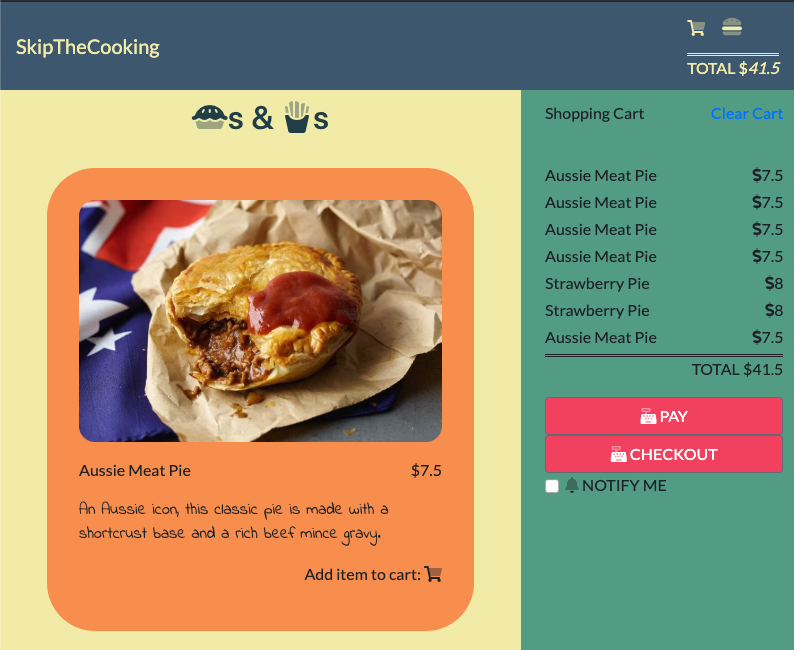 SkipTheCooking
TOTAL $41.5
s & s
Aussie Meat Pie $7.5
An Aussie icon, this classic pie is made with a
shortcrust base and a rich beef mince gravy.
Add item to cart:
Shopping Cart Clear Cart
Aussie Meat Pie $7.5
Aussie Meat Pie $7.5
Aussie Meat Pie $7.5
Aussie Meat Pie $7.5
Strawberry Pie $8
Strawberry Pie $8
Aussie Meat Pie $7.5
TOTAL $41.5
PAY
CHECKOUT
NOTIFY ME